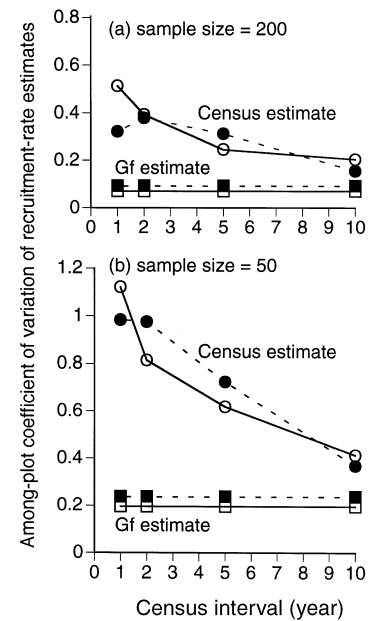 Among-plot coefficient of variation of recruitment-rate estimates
(a) sample size = 200
0.8
0.6
0.4
0.2
0
Census estimate
Gf estimate
0 1 2 3 4 5 6 7 8 9 10
(b) sample size = 50
1.2
1
0.8
0.6
0.4
0.2
0
Census estimate
Gf estimate
0 1 2 3 4 5 6 7 8 9 10
Census interval (year)